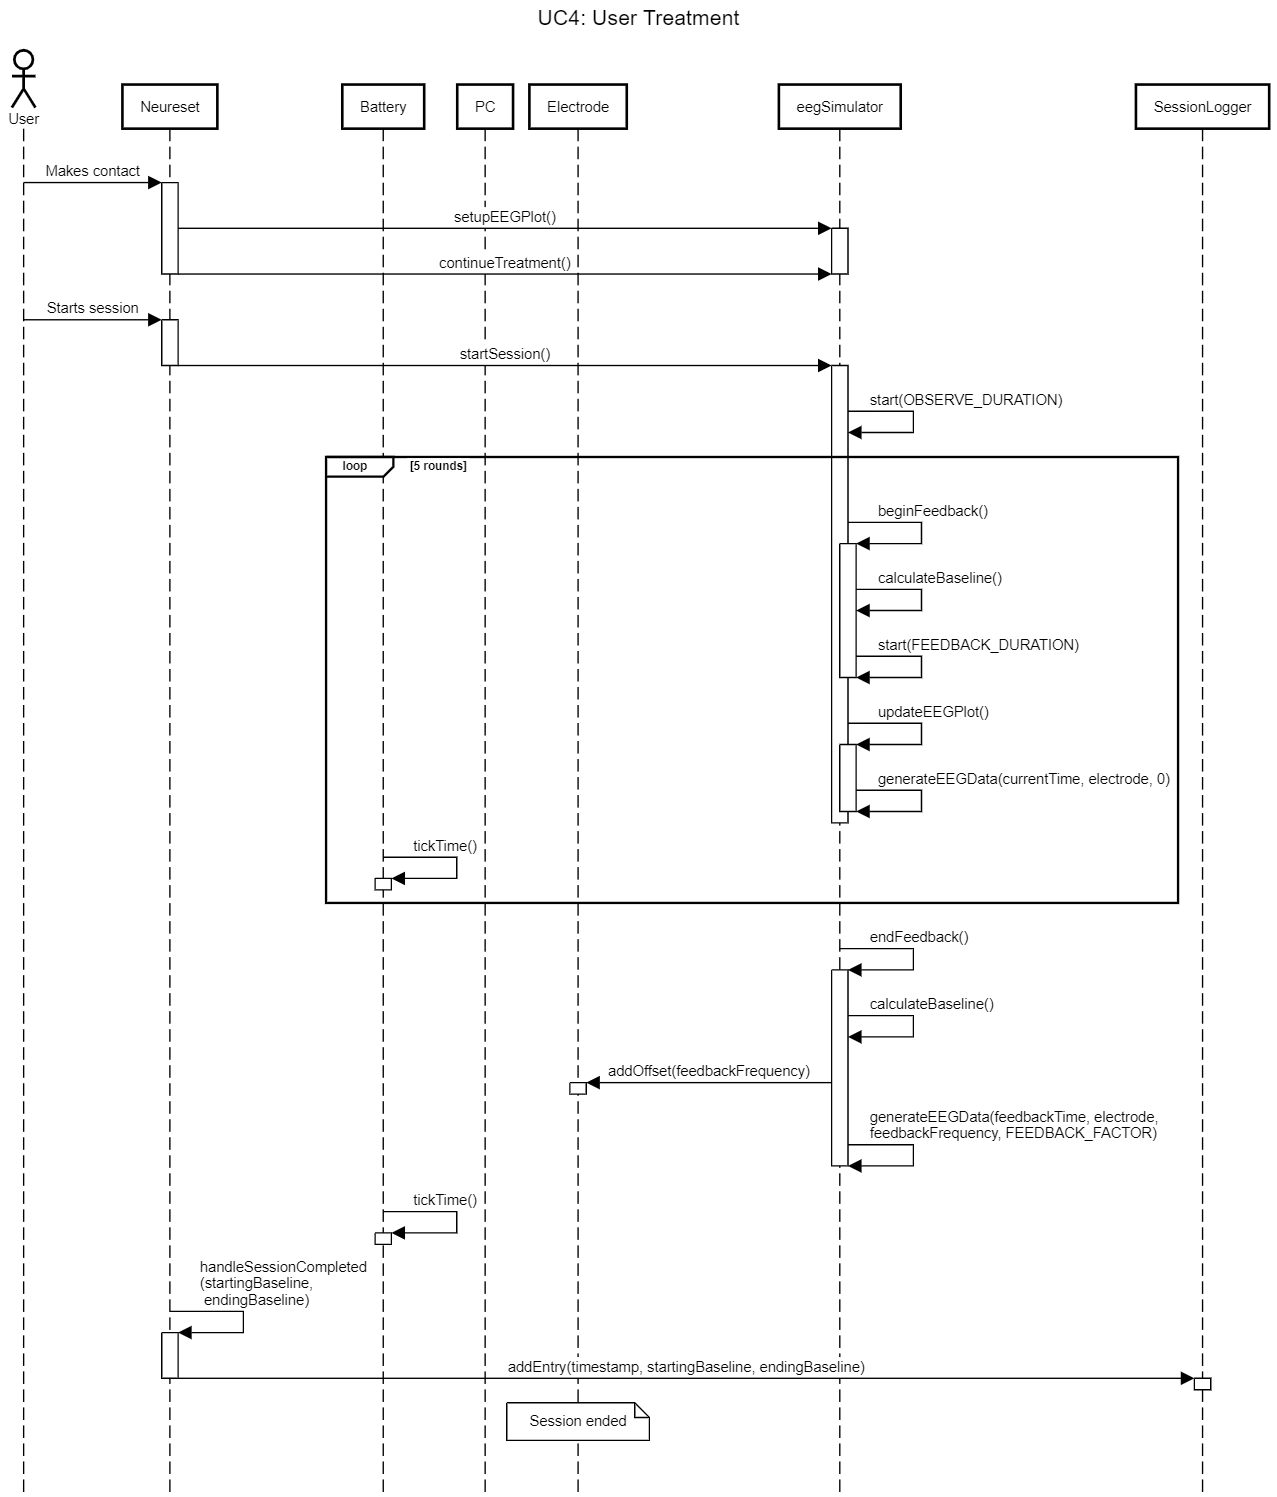 UC4: User Treatment
User
Neureset
Battery
PC
Electrode
eegSimulator
SessionLogger
Makes contact
setupEEGPlot()
continueTreatment()
Starts session
startSession()
start(OBSERVE_DURATION)
loop
[5 rounds]
beginFeedback()
calculateBaseline()
start(FEEDBACK_DURATION)
updateEEGPlot()
generateEEGData(currentTime, electrode, 0)
tickTime()
endFeedback()
calculateBaseline()
addOffset(feedbackFrequency)
generateEEGData(feedbackTime, electrode,
feedbackFrequency, FEEDBACK_FACTOR)
tickTime()
handleSessionCompleted
(startingBaseline,
endingBaseline)
addEntry(timestamp, startingBaseline, endingBaseline)
Session ended